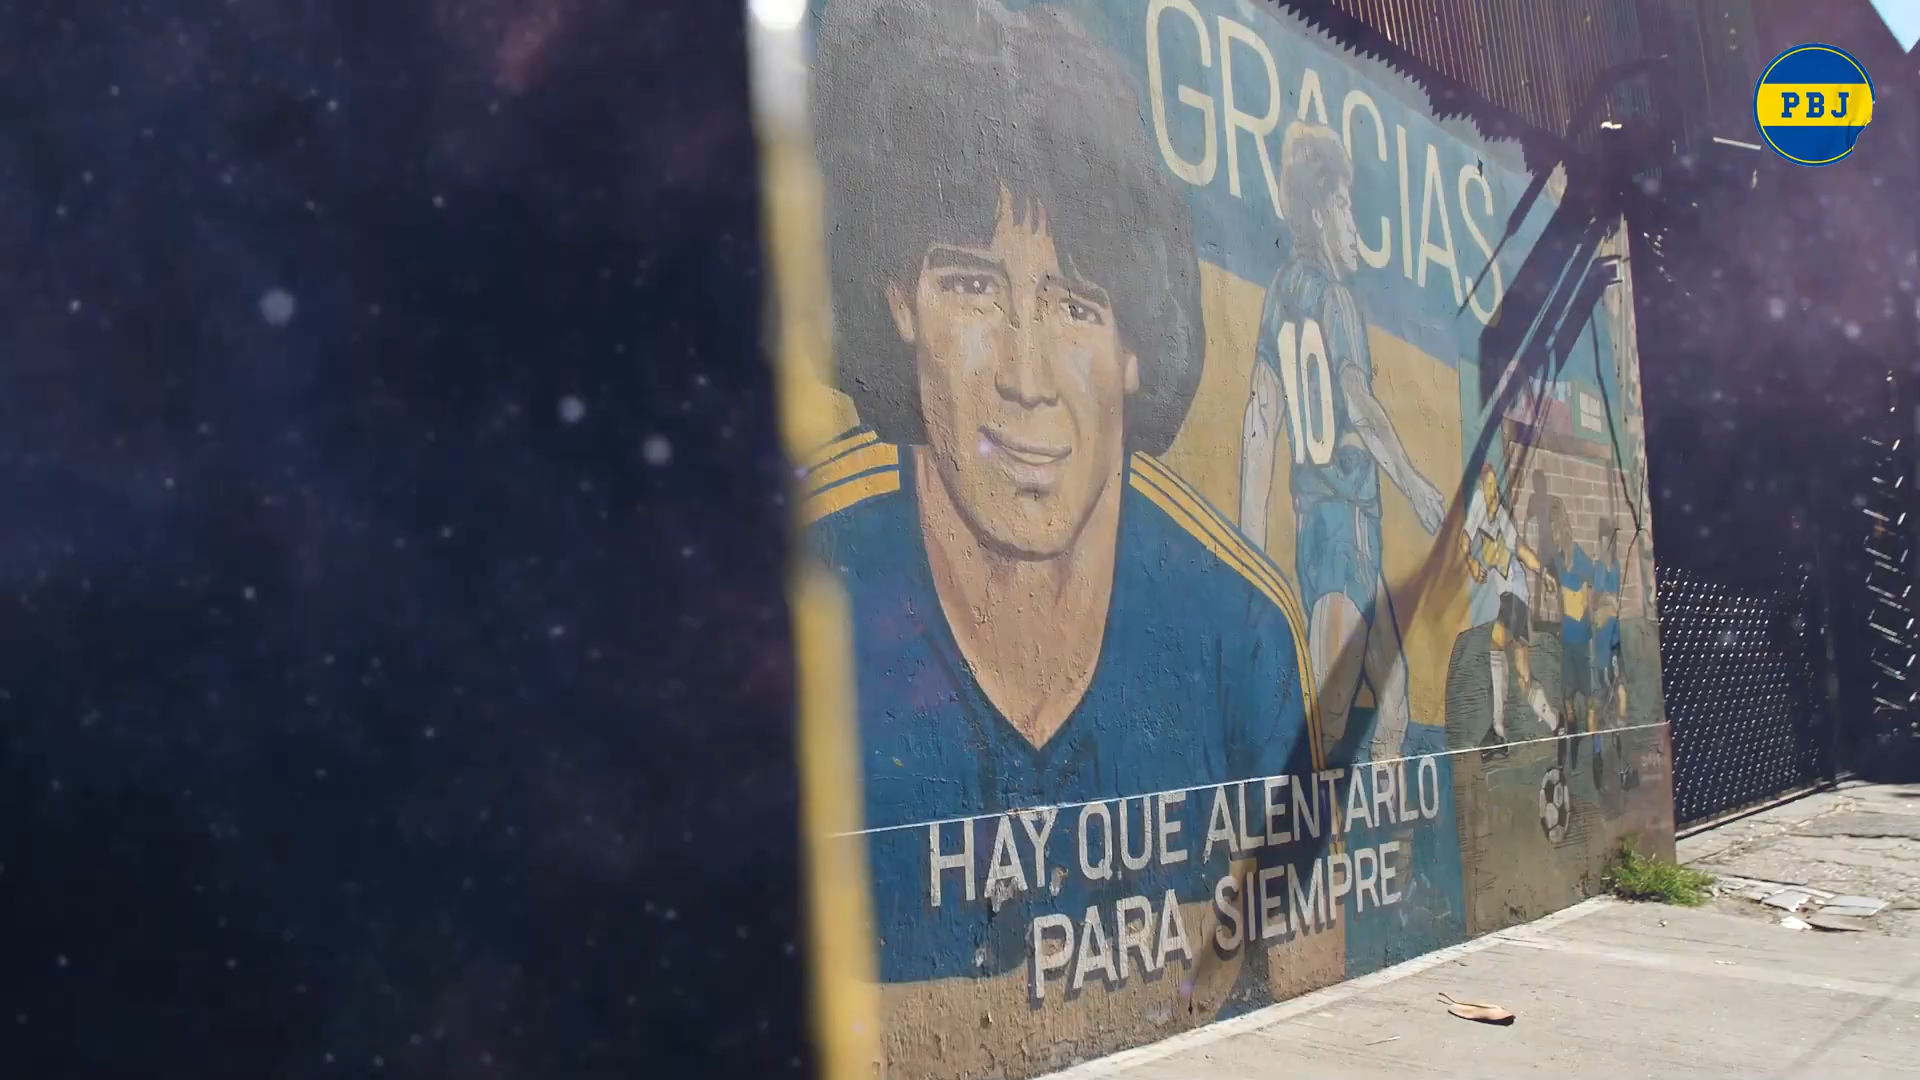 GRACIAS
PBJ
10
HAY QUE ALENTARLO
PARA SIEMPRE